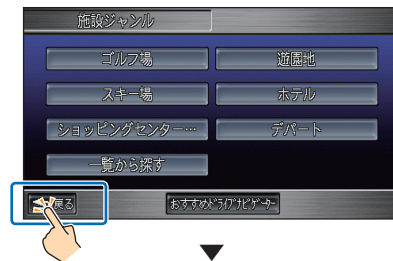 施設ジャンル
ゴルフ場 遊園地
スキー場 ホテル
ショッピングセンター… デパート
一覧から探す
戻る おすすめドライブナビゲーター